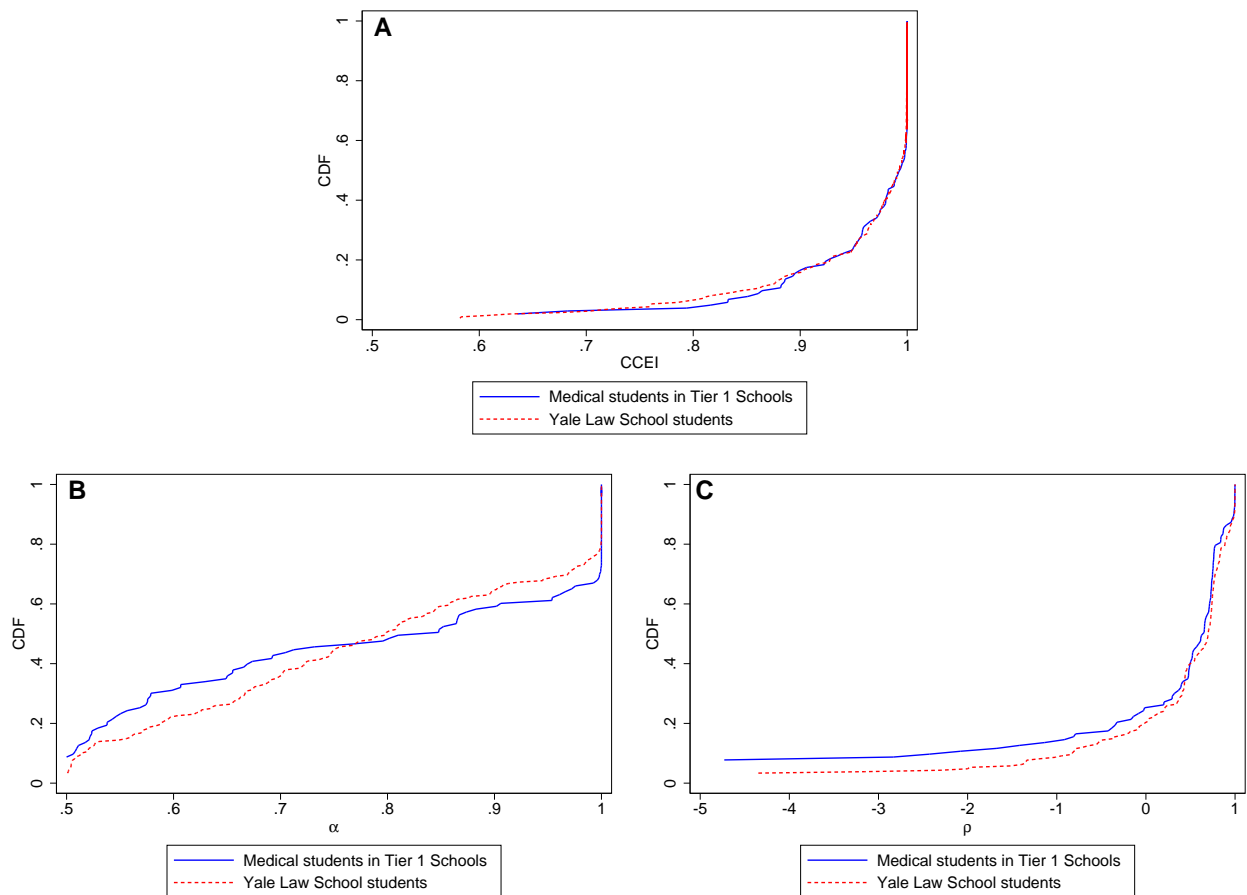 A
CDF
0 .2 .4 .6 .8 1
.5 .6 .7 .8 .9 1
CCEI
Medical students in Tier 1 Schools
Yale Law School students
B
CDF
0 .2 .4 .6 .8 1
.5 .6 .7 .8 .9 1
α
Medical students in Tier 1 Schools
Yale Law School students
C
CDF
0 .2 .4 .6 .8 1
-5 -4 -3 -2 -1 0 1
ρ
Medical students in Tier 1 Schools
Yale Law School students